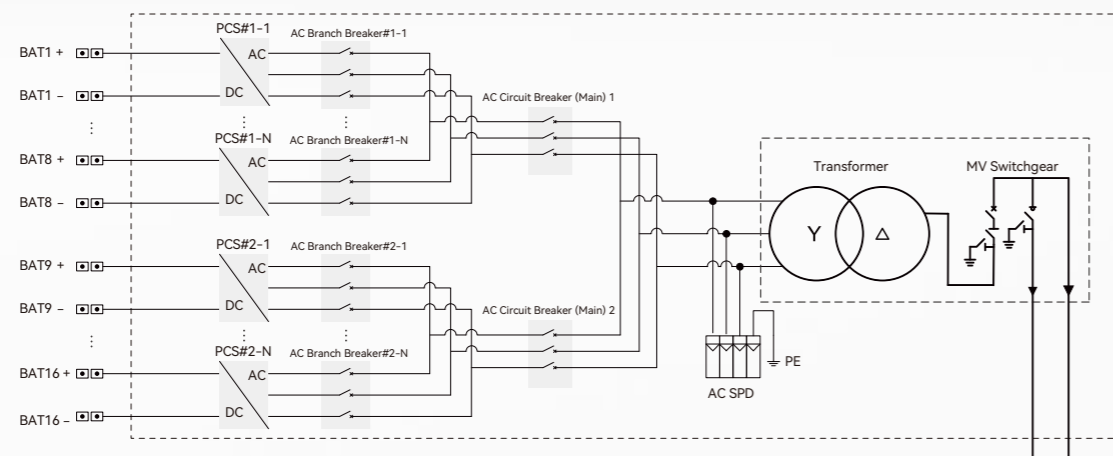 PCS#1-1
AC Branch Breaker#1-1
BAT1 +
AC
BAT1 –
DC
AC Circuit Breaker (Main) 1
PCS#1-N
AC Branch Breaker#1-N
BAT8 +
AC
BAT8 –
DC
Transformer
MV Switchgear
Y
△
PCS#2-1
AC Branch Breaker#2-1
BAT9 +
AC
BAT9 –
DC
AC Circuit Breaker (Main) 2
PCS#2-N
AC Branch Breaker#2-N
BAT16 +
AC
BAT16 –
DC
PE
AC SPD